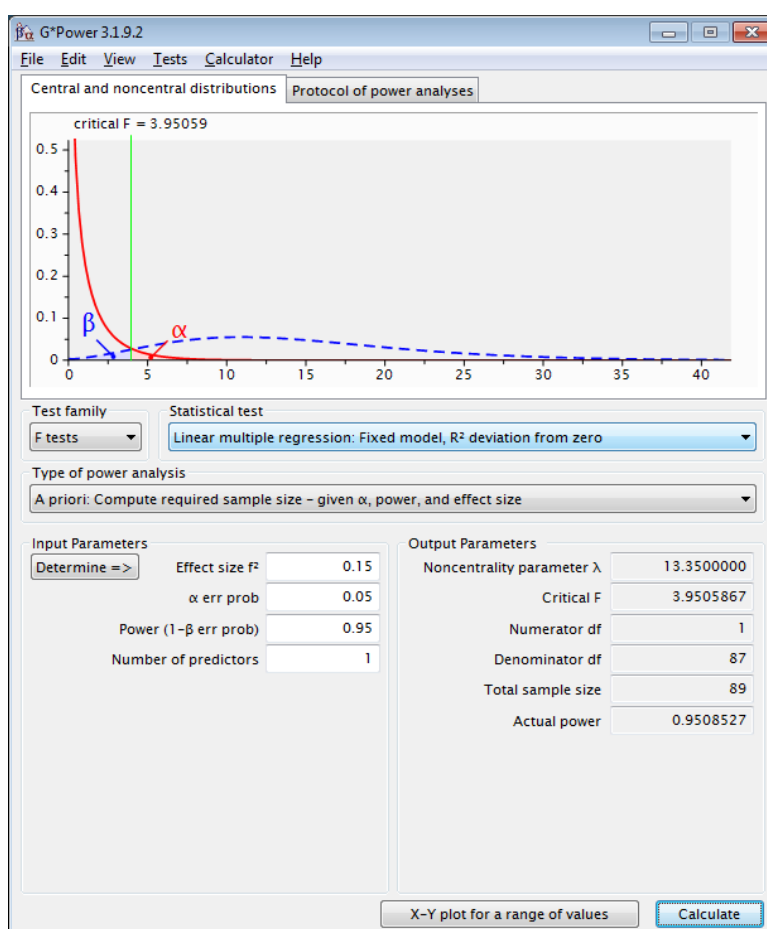 βα G*Power 3.1.9.2
File Edit View Tests Calculator Help
Central and noncentral distributions Protocol of power analyses
critical F = 3.95059
0.5
0.4
0.3
0.2
0.1
β α
0
0 5 10 15 20 25 30 35 40
Test family Statistical test
F tests Linear multiple regression: Fixed model, R² deviation from zero
Type of power analysis
A priori: Compute required sample size – given α, power, and effect size
Input Parameters Output Parameters
Determine => Effect size f² 0.15 Noncentrality parameter λ 13.3500000
α err prob 0.05 Critical F 3.9505867
Power (1-β err prob) 0.95 Numerator df 1
Number of predictors 1 Denominator df 87
Total sample size 89
Actual power 0.9508527
X-Y plot for a range of values Calculate